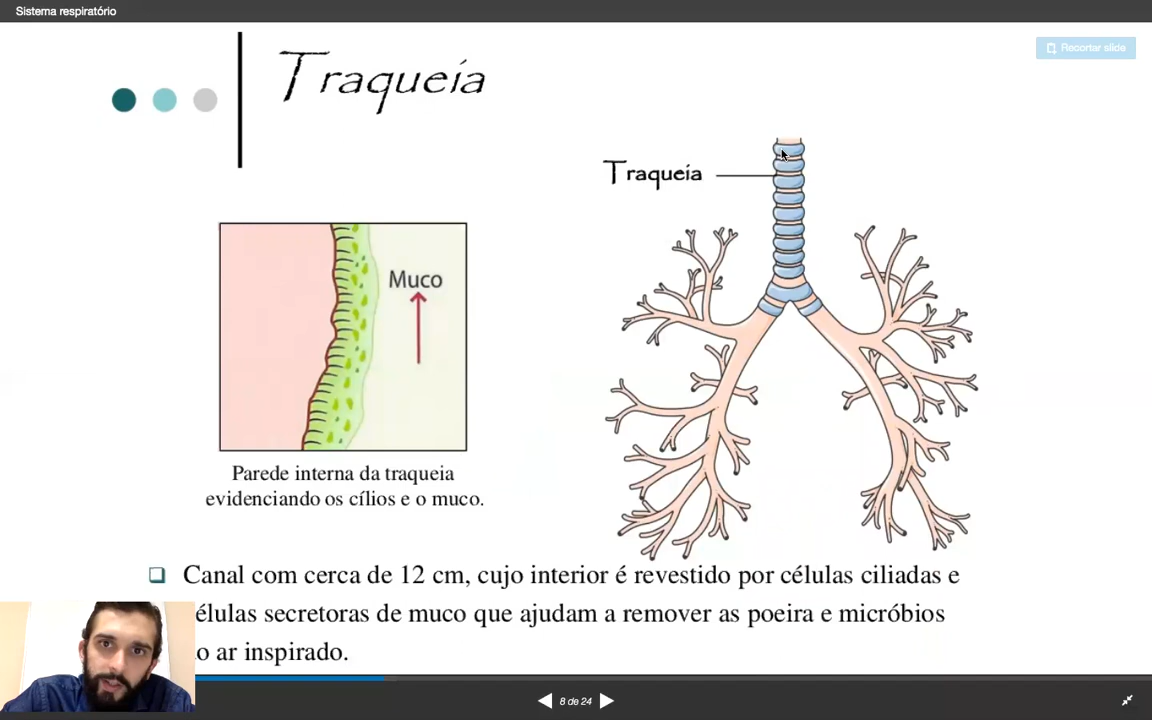 Sistema respiratório
Recortar slide
Traqueia
Traqueia
Muco
Parede interna da traqueia
evidenciando os cílios e o muco.
Canal com cerca de 12 cm, cujo interior é revestido por células ciliadas e
élulas secretoras de muco que ajudam a remover as poeira e micróbios
o ar inspirado.
8 de 24